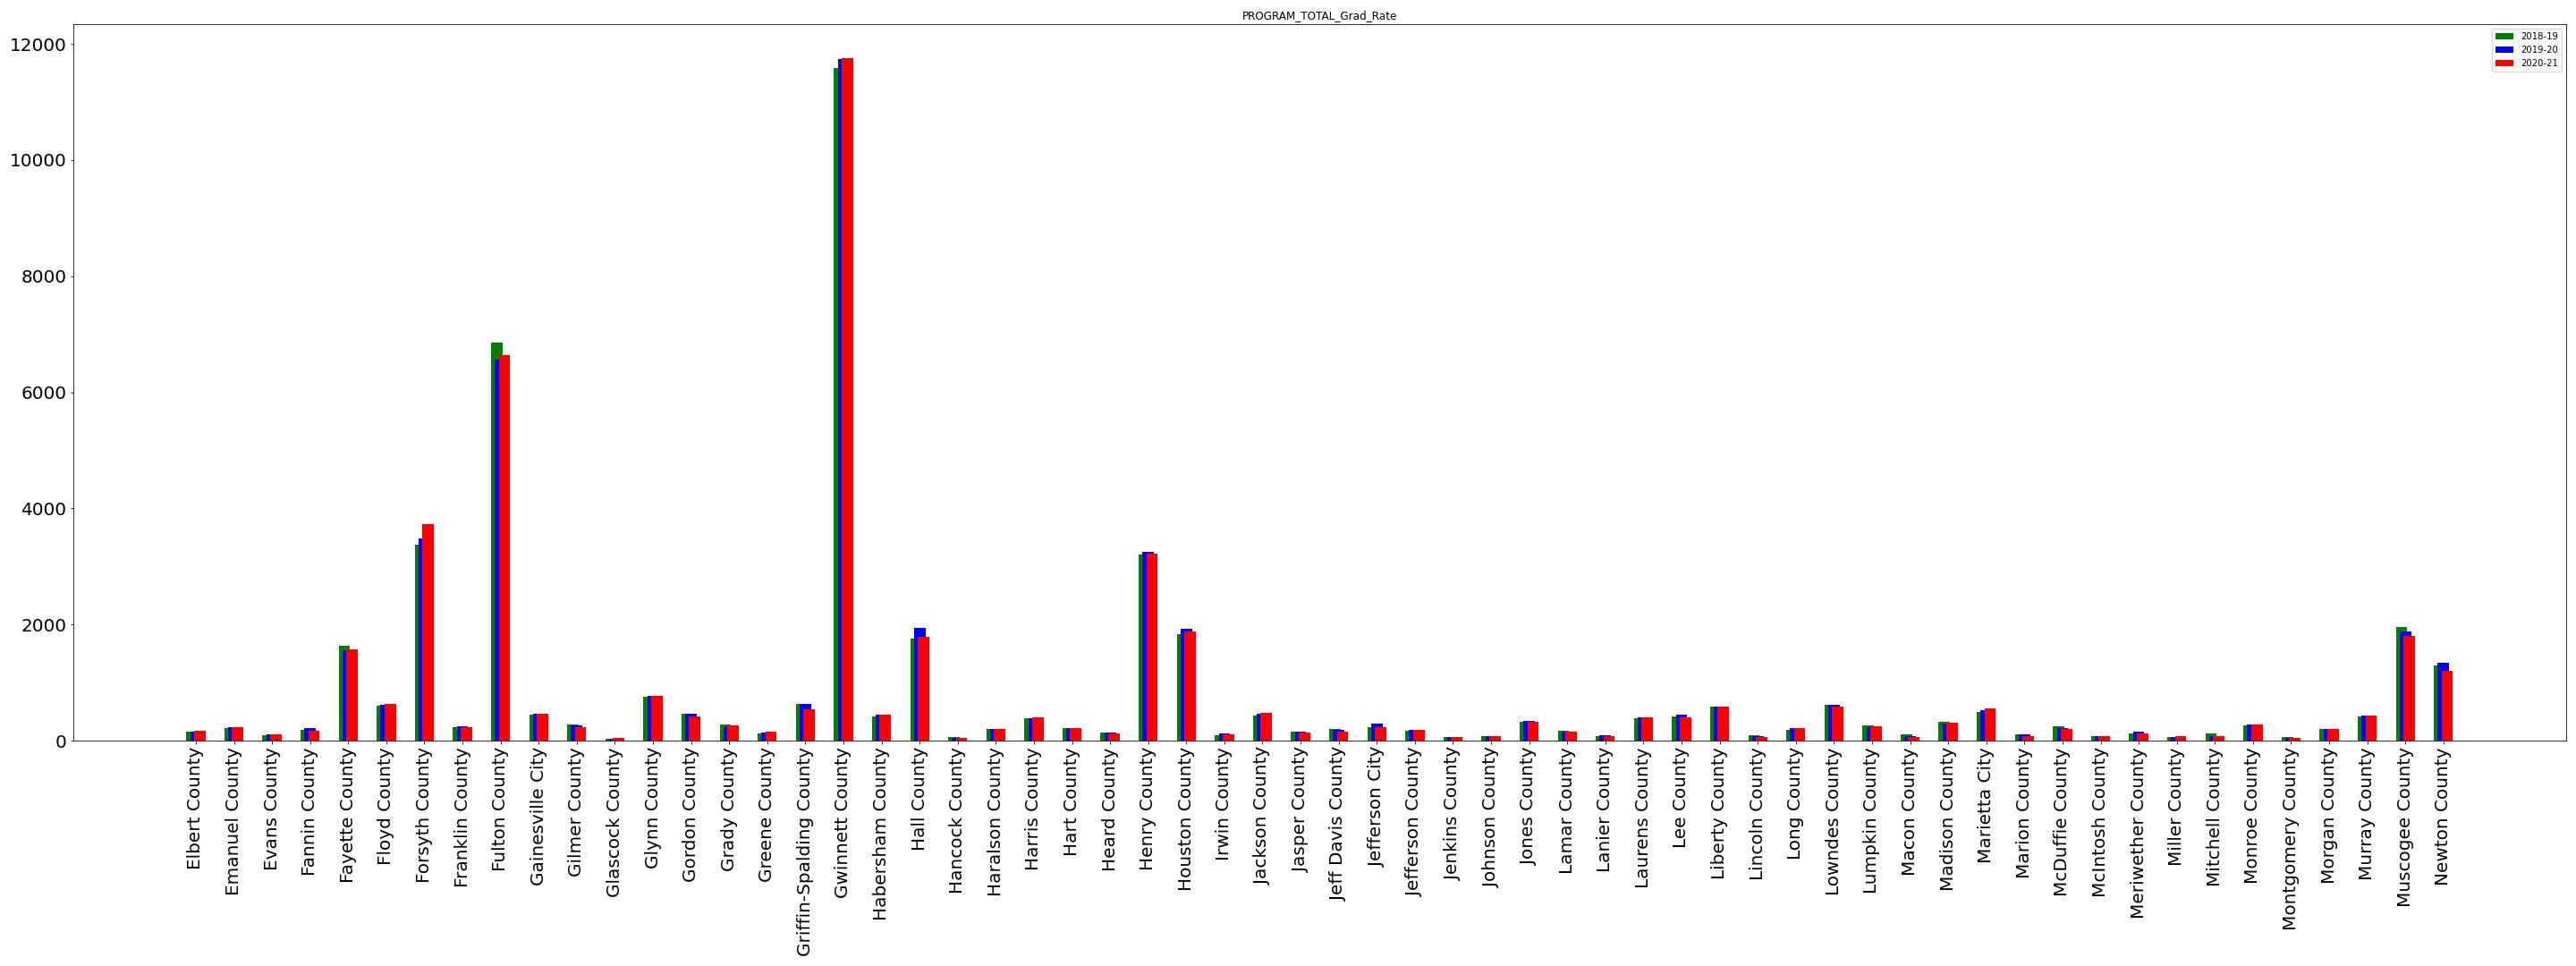 PROGRAM_TOTAL_Grad_Rate
2018-19
2019-20
2020-21
12000
10000
8000
6000
4000
2000
0
Elbert County
Emanuel County
Evans County
Fannin County
Fayette County
Floyd County
Forsyth County
Franklin County
Fulton County
Gainesville City
Gilmer County
Glascock County
Glynn County
Gordon County
Grady County
Greene County
Griffin-Spalding County
Gwinnett County
Habersham County
Hall County
Hancock County
Haralson County
Harris County
Hart County
Heard County
Henry County
Houston County
Irwin County
Jackson County
Jasper County
Jeff Davis County
Jefferson City
Jefferson County
Jenkins County
Johnson County
Jones County
Lamar County
Lanier County
Laurens County
Lee County
Liberty County
Lincoln County
Long County
Lowndes County
Lumpkin County
Macon County
Madison County
Marietta City
Marion County
McDuffie County
McIntosh County
Meriwether County
Miller County
Mitchell County
Monroe County
Montgomery County
Morgan County
Murray County
Muscogee County
Newton County